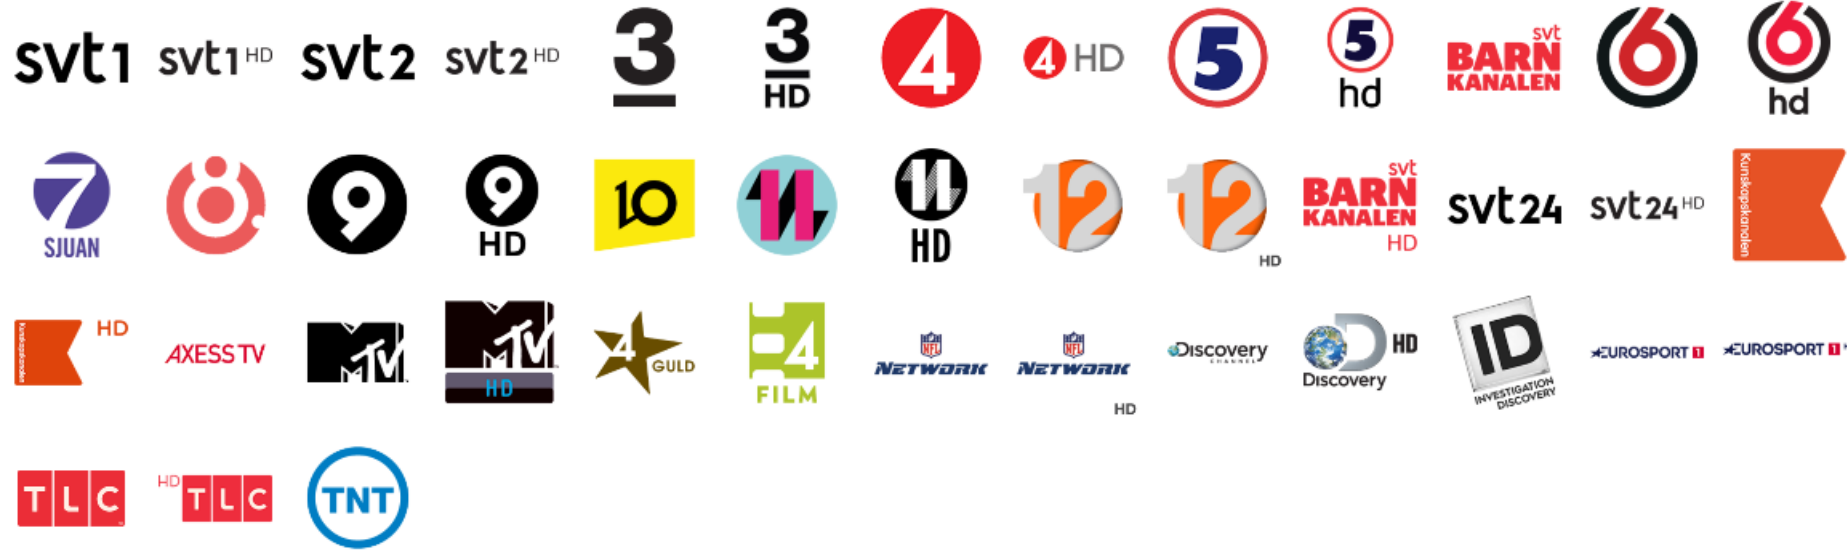 svt1
svt1 HD
svt2
svt2 HD
3
3
HD
4
4 HD
5
5
hd
svt
BARN
KANALEN
6
6
hd
7
SJUAN
8
9
9
HD
10
11
11
HD
12
12
HD
svt
BARN
KANALEN
HD
svt24
svt24 HD
Kunskapskanalen
Kunskapskanalen
HD
AXESS TV
MTV
MTV
HD
4 GULD
4
FILM
NFL
NETWORK
NFL
NETWORK
HD
Discovery
CHANNEL
D HD
Discovery
ID
INVESTIGATION
DISCOVERY
EUROSPORT 1
EUROSPORT 1
TLC
HD TLC
TNT